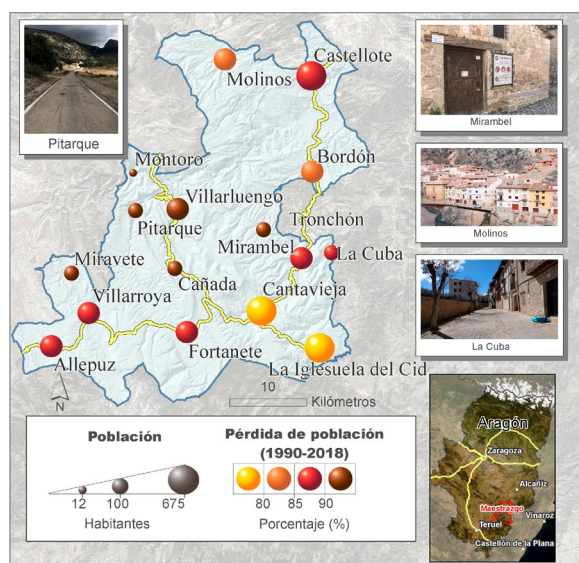 Pitarque
Castellote
Molinos
Bordón
Montoro
Villarluengo
Pitarque
Tronchón
Mirambel
La Cuba
Miravete
Cañada
Cantavieja
Villarroya
Fortanete
Allepuz
La Iglesuela del Cid
N
10
Kilómetros
Mirambel
Molinos
La Cuba
Población
12 100 675
Habitantes
Pérdida de población
(1990-2018)
80 85 90
Porcentaje (%)
Aragón
Zaragoza
Alcañiz
Maestrazgo
Vinaroz
Teruel
Castellón de la Plana